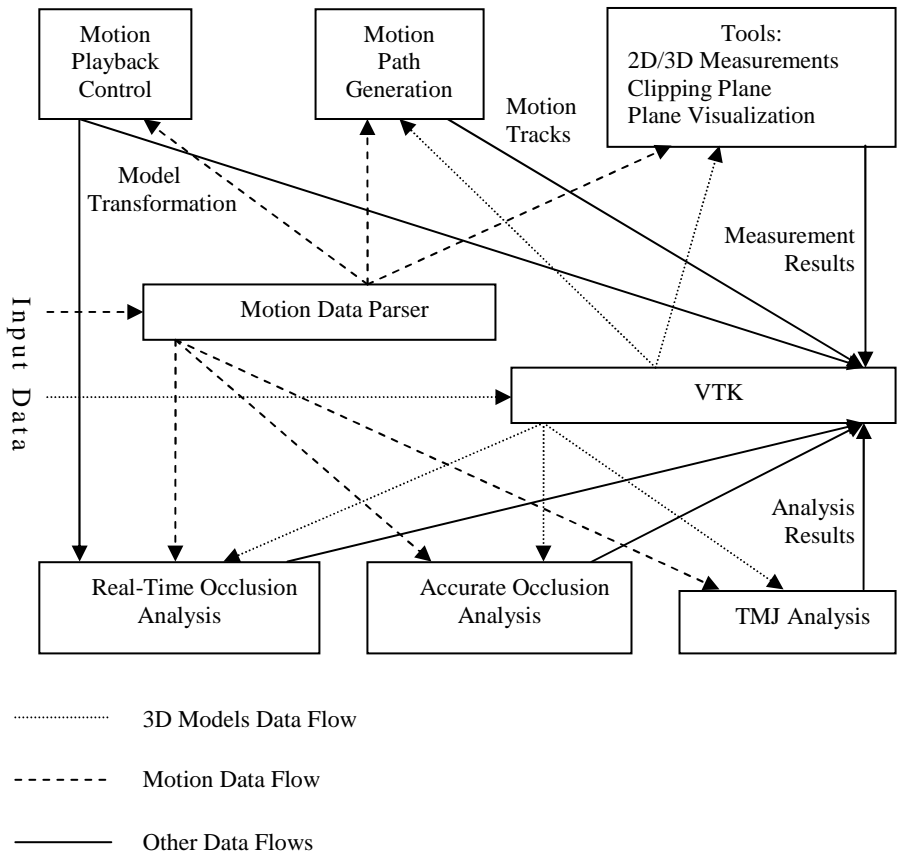 Motion
Playback
Control
Motion
Path
Generation
Tools:
2D/3D Measurements
Clipping Plane
Plane Visualization
Motion
Tracks
Model
Transformation
Measurement
Results
Input Data
Motion Data Parser
VTK
Analysis
Results
Real-Time Occlusion
Analysis
Accurate Occlusion
Analysis
TMJ Analysis
3D Models Data Flow
Motion Data Flow
Other Data Flows